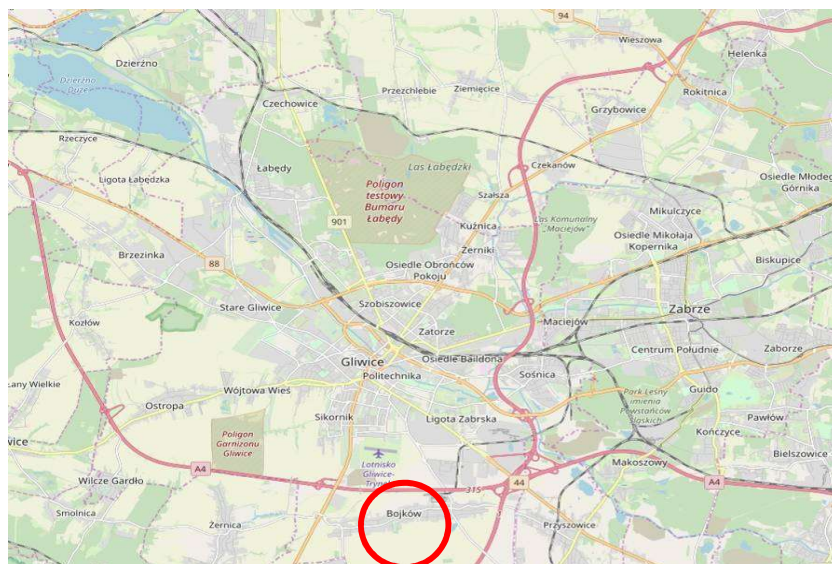 94
Wieszowa
Helenka
Dzierżno
Dzierżno
Duże
Przezchlebie
Ziemięcice
Rokitnica
Czechowice
Grzybowice
Rzeczyce
Łabędy
Las Łabędzki
Czekanów
Ligota Łabędzka
Poligon
testowy
Bumaru
Łabędy
Szałsza
Osiedle Młodeg
Górnika
901
Kuźnica
Las Komunalny
"Maciejów"
Mikulczyce
Żerniki
Osiedle Mikołaja
Kopernika
Brzezinka
88
Osiedle Obrońców
Pokoju
Biskupice
Stare Gliwice
Szobiszowice
Zabrze
Kozłów
Zatorze
Maciejów
Gliwice
Osiedle Baildona
Centrum Południe
Zaborze
Politechnika
Sośnica
Łany Wielkie
Wójtowa Wieś
Park Leśny
imienia
Powstańców
Śląskich
Guido
Ostropa
Sikornik
Ligota Zabrska
Pawłów
wice
Poligon
Garnizonu
Gliwice
Kończyce
Lotnisko
Gliwice-
Trynek
Bielszowice
A4
Makoszowy
Wilcze Gardło
315
44
A4
Smolnica
Żernica
Bojków
Przyszowice